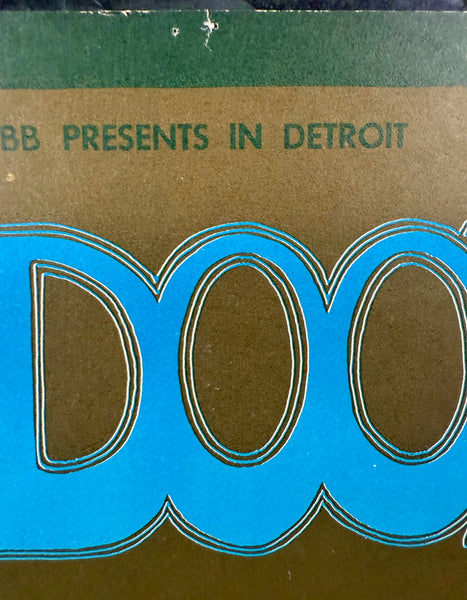 BB PRESENTS IN DETROIT
DOO